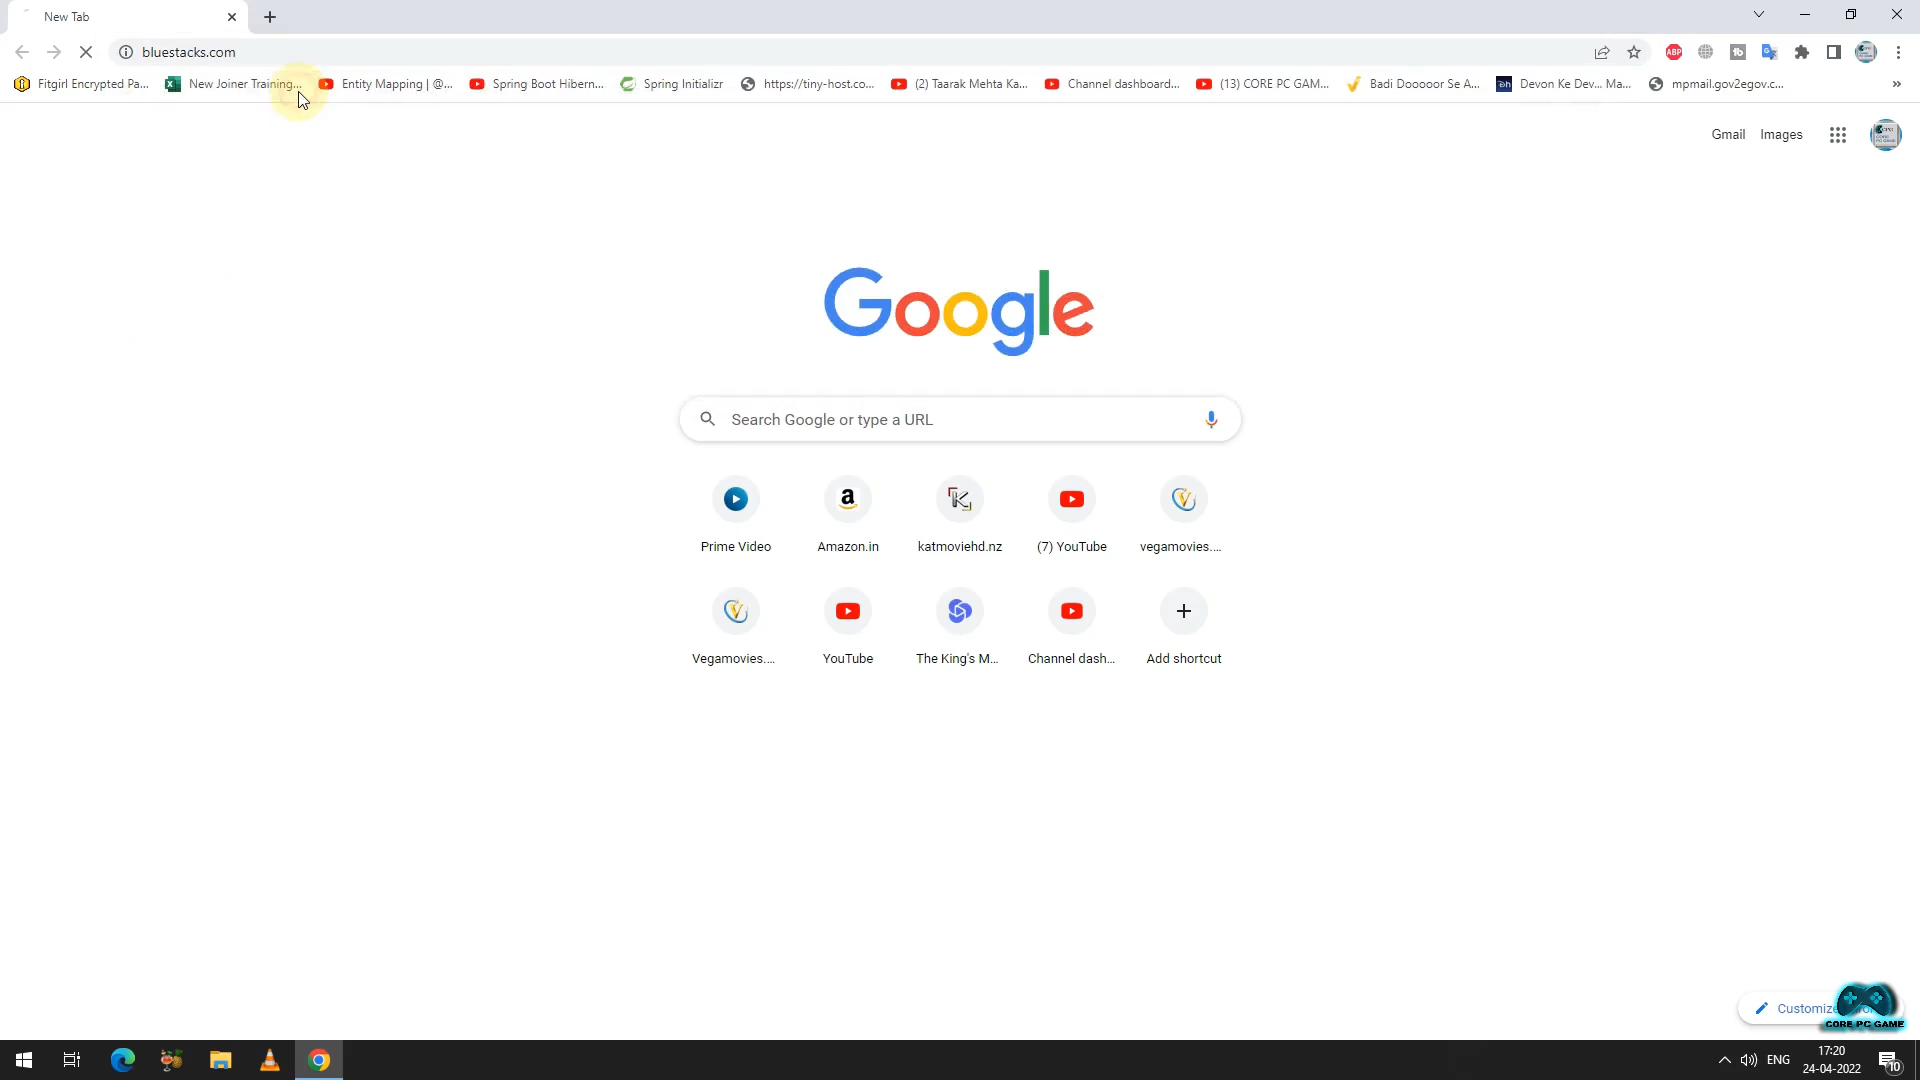 New Tab
bluestacks.com
Fitgirl Encrypted Pa...
New Joiner Training...
Entity Mapping | @...
Spring Boot Hibern...
Spring Initializr
https://tiny-host.co...
(2) Taarak Mehta Ka...
Channel dashboard...
(13) CORE PC GAM...
Badi Dooooor Se A...
Devon Ke Dev... Ma...
mpmail.gov2egov.c...
ABP
Gmail
Images
Google
Search Google or type a URL
Prime Video
Amazon.in
katmoviehd.nz
(7) YouTube
vegamovies....
Vegamovies....
YouTube
The King's M...
Channel dash...
Add shortcut
Customize
CORE PC GAME
ENG
17:20
24-04-2022
10